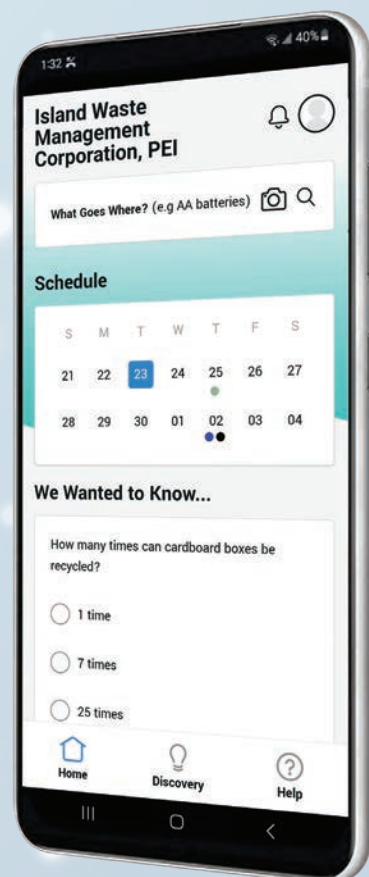 1:32
40%
Island Waste
Management
Corporation, PEI
What Goes Where? (e.g AA batteries)
Schedule
S M T W T F S
21 22 23 24 25 26 27
28 29 30 01 02 03 04
We Wanted to Know...
How many times can cardboard boxes be
recycled?
1 time
7 times
25 times
Home Discovery Help